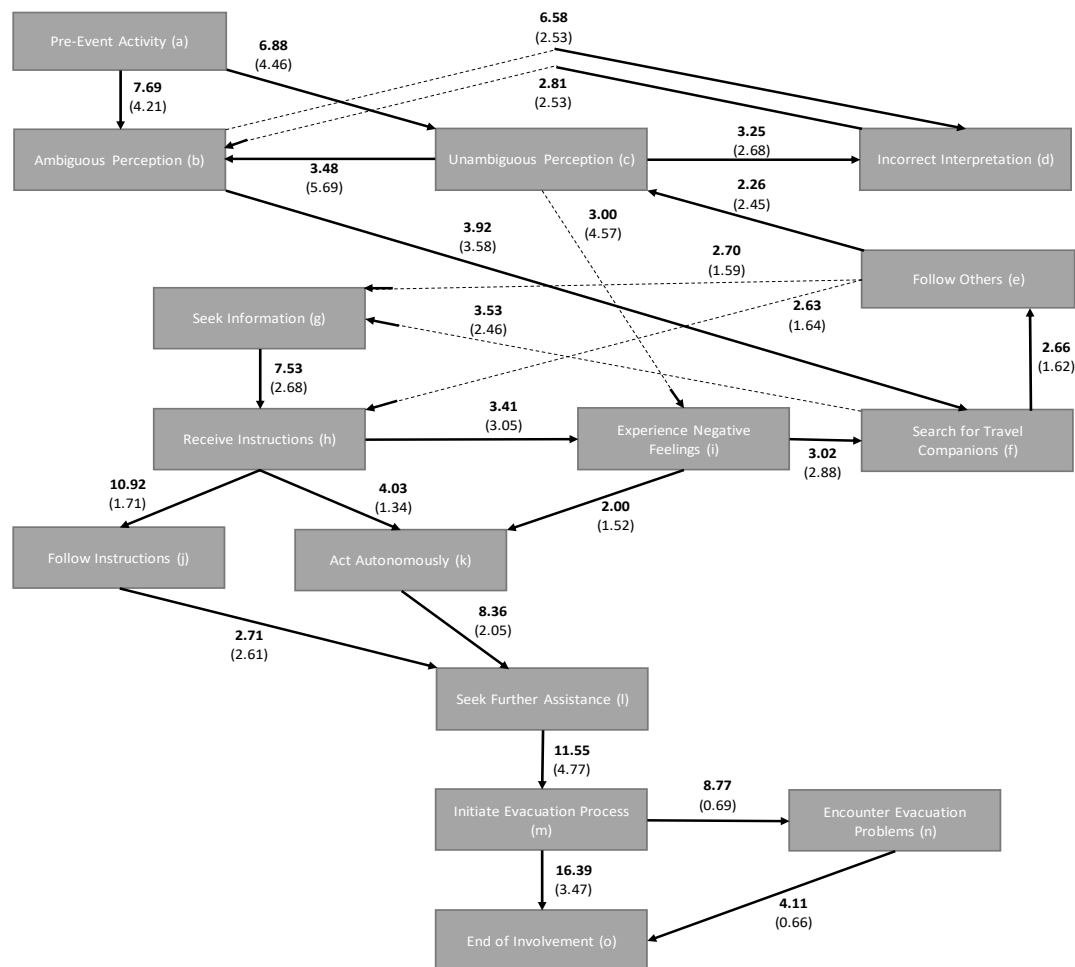 6.58
(2.53)
Pre-Event Activity (a)
6.88
(4.46)
7.69
(4.21)
2.81
(2.53)
Ambiguous Perception (b)
3.48
(5.69)
Unambiguous Perception (c)
3.25
(2.68)
Incorrect Interpretation (d)
2.26
(2.45)
3.92
(3.58)
3.00
(4.57)
2.70
(1.59)
Follow Others (e)
Seek Information (g)
3.53
(2.46)
2.63
(1.64)
2.66
(1.62)
7.53
(2.68)
Receive Instructions (h)
3.41
(3.05)
Experience Negative
Feelings (i)
3.02
(2.88)
Search for Travel
Companions (f)
10.92
(1.71)
4.03
(1.34)
2.00
(1.52)
Follow Instructions (j)
Act Autonomously (k)
2.71
(2.61)
8.36
(2.05)
Seek Further Assistance (l)
11.55
(4.77)
Initiate Evacuation Process
(m)
8.77
(0.69)
Encounter Evacuation
Problems (n)
16.39
(3.47)
4.11
(0.66)
End of Involvement (o)